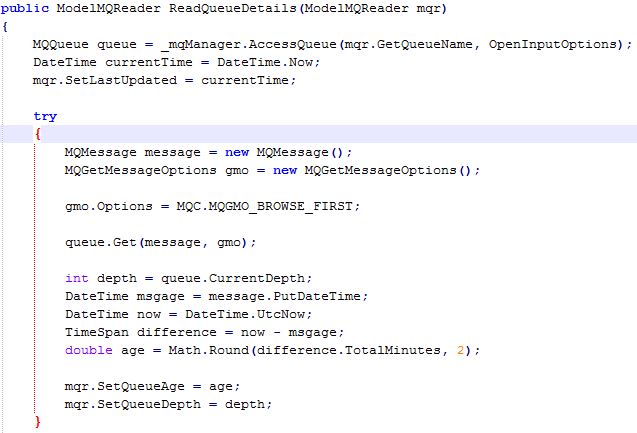 public ModelMQReader ReadQueueDetails(ModelMQReader mqr)
{
MQQueue queue = _mqManager.AccessQueue(mqr.GetQueueName, OpenInputOptions);
DateTime currentTime = DateTime.Now;
mqr.SetLastUpdated = currentTime;
try
{
MQMessage message = new MQMessage();
MQGetMessageOptions gmo = new MQGetMessageOptions();
gmo.Options = MQC.MQGMO_BROWSE_FIRST;
queue.Get(message, gmo);
int depth = queue.CurrentDepth;
DateTime msgage = message.PutDateTime;
DateTime now = DateTime.UtcNow;
TimeSpan difference = now - msgage;
double age = Math.Round(difference.TotalMinutes, 2);
mqr.SetQueueAge = age;
mqr.SetQueueDepth = depth;
}